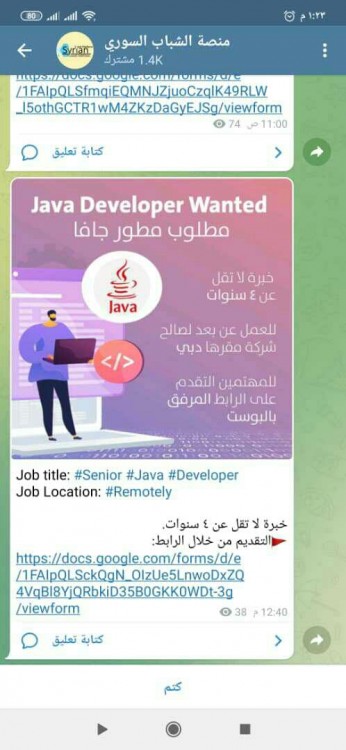 ١:٢٣ م
80
منصة الشباب السوري
1.4K مشترك
Syrian
https://docs.google.com/forms/d/e
/1FAIpQLSfmqiEQMNJZjuoCzqIK49RLW
_I5othGCTR1wM4ZKzDaGyEJSg/viewform
74 11:00 ص
كتابة تعليق
Java Developer Wanted
مطلوب مطور جافا
Java
خبرة لا تقل
عن ٤ سنوات
للعمل عن بعد لصالح
شركة مقرها دبي
</>
للمهتمين التقدم
على الرابط المرفق
بالبوست
Job title: #Senior #Java #Developer
Job Location: #Remotely
خبرة لا تقل عن ٤ سنوات.
التقديم من خلال الرابط:
https://docs.google.com/forms/d/e
/1FAIpQLSckQgN_OIzUe5LnwoDxZQ
4VqBl8YjQRbkiD35B0GKK0WDt-3g
/viewform
38 12:40 م
كتابة تعليق
كتم